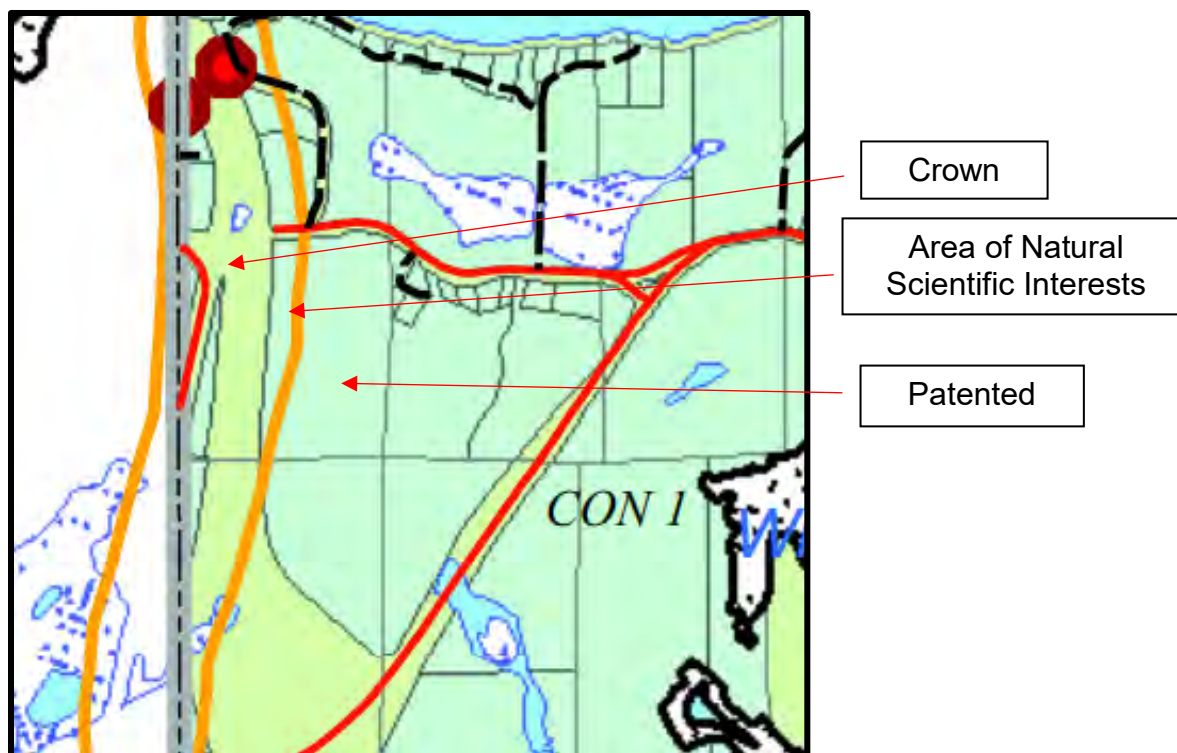 Crown
Area of Natural
Scientific Interests
Patented
CON 1